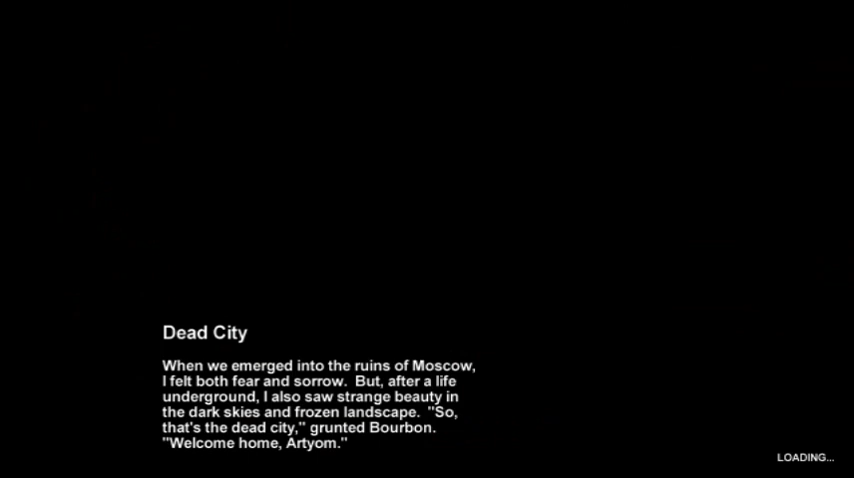 Dead City
When we emerged into the ruins of Moscow,
I felt both fear and sorrow.  But, after a life
underground, I also saw strange beauty in
the dark skies and frozen landscape.  "So,
that's the dead city," grunted Bourbon.
"Welcome home, Artyom."
LOADING...